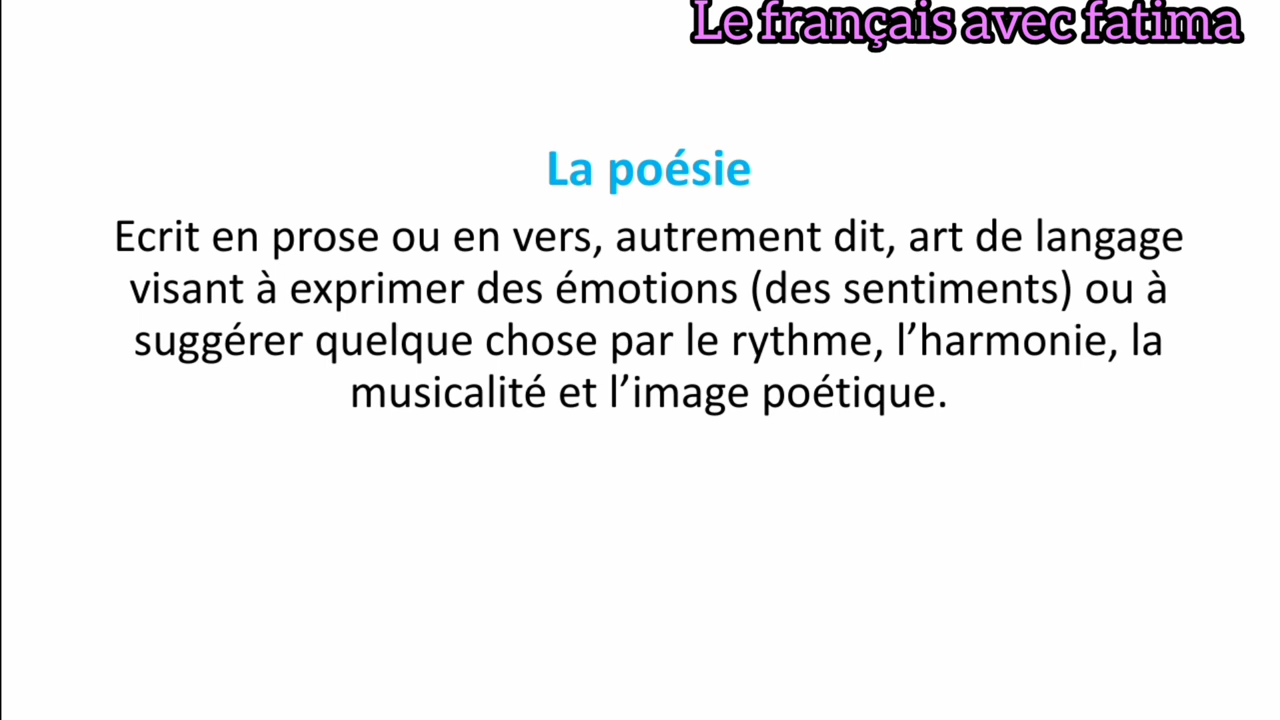 Le français avec fatima
La poésie
Ecrit en prose ou en vers, autrement dit, art de langage
visant à exprimer des émotions (des sentiments) ou à
suggérer quelque chose par le rythme, l’harmonie, la
musicalité et l’image poétique.